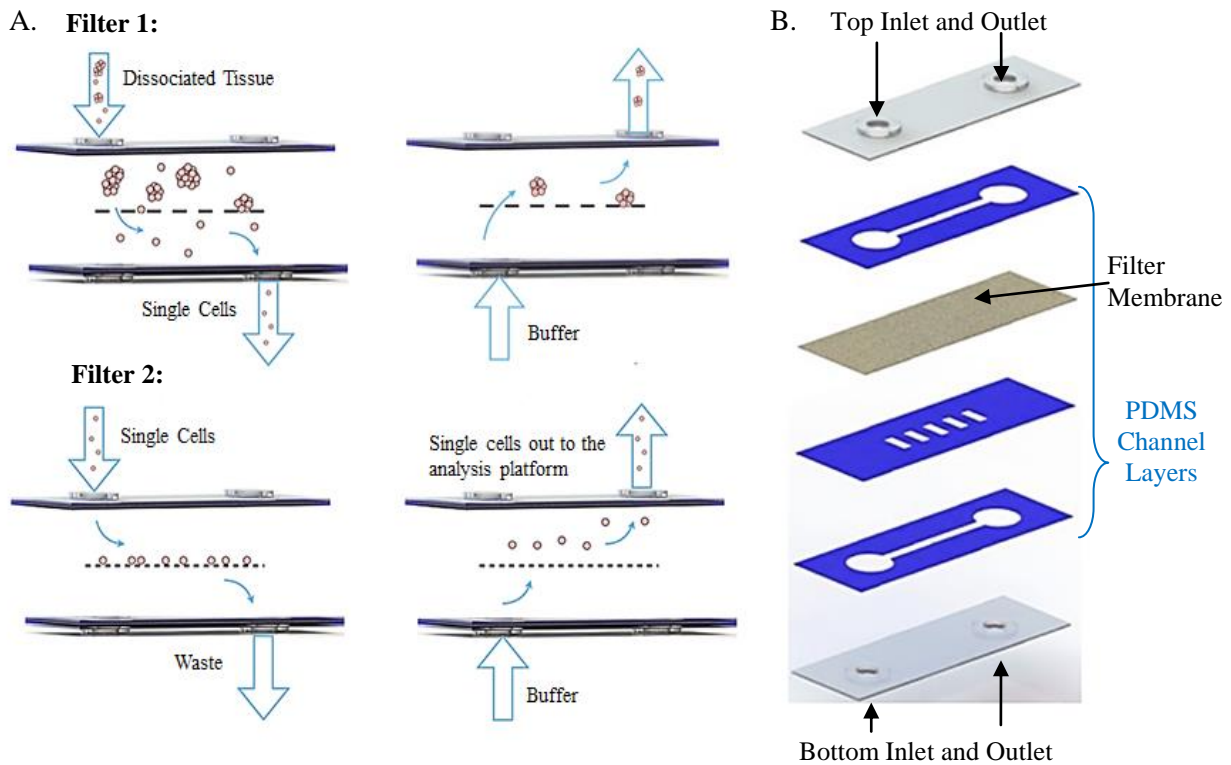 A. Filter 1:
Dissociated Tissue
Single Cells
Buffer
Filter 2:
Single Cells
Single cells out to the
analysis platform
Waste
Buffer
B.
Top Inlet and Outlet
Filter
Membrane
PDMS
Channel
Layers
Bottom Inlet and Outlet